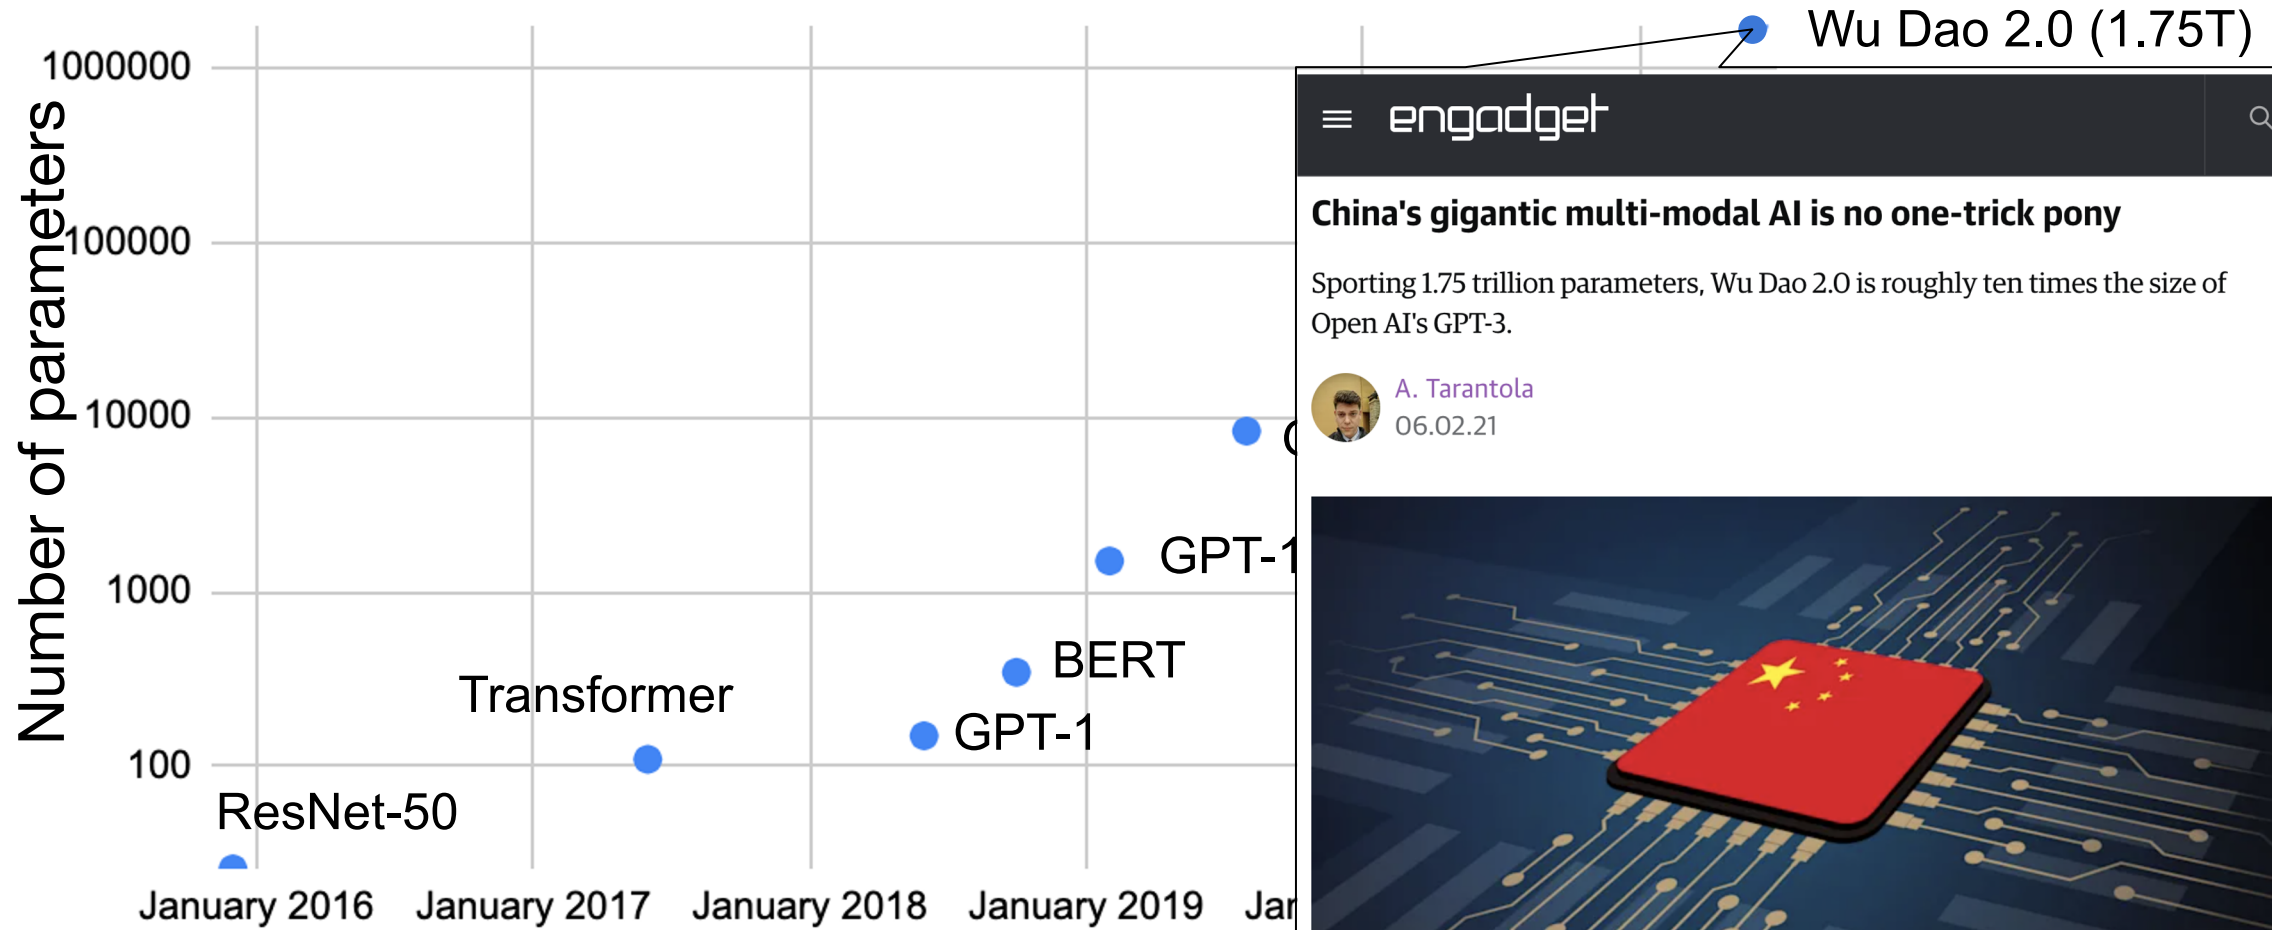 Wu Dao 2.0 (1.75T)
1000000
100000
10000
1000
100
Number of parameters
engadget
China's gigantic multi-modal AI is no one-trick pony
Sporting 1.75 trillion parameters, Wu Dao 2.0 is roughly ten times the size of
Open AI's GPT-3.
A. Tarantola
06.02.21
GPT-1
BERT
Transformer
GPT-1
ResNet-50
January 2016
January 2017
January 2018
January 2019